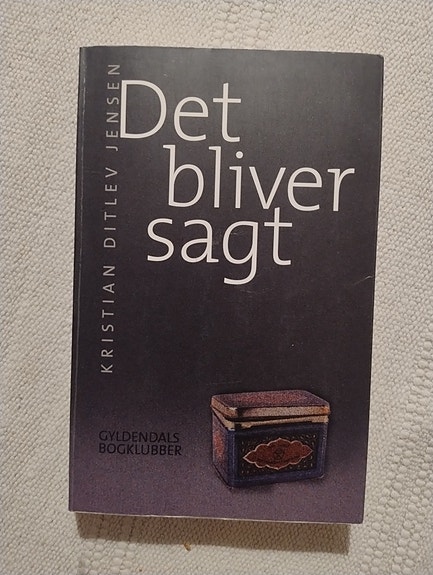 KRISTIAN DITLEV JENSEN
Det
bliver
sagt
GYLDENDALS
BOGKLUBBER